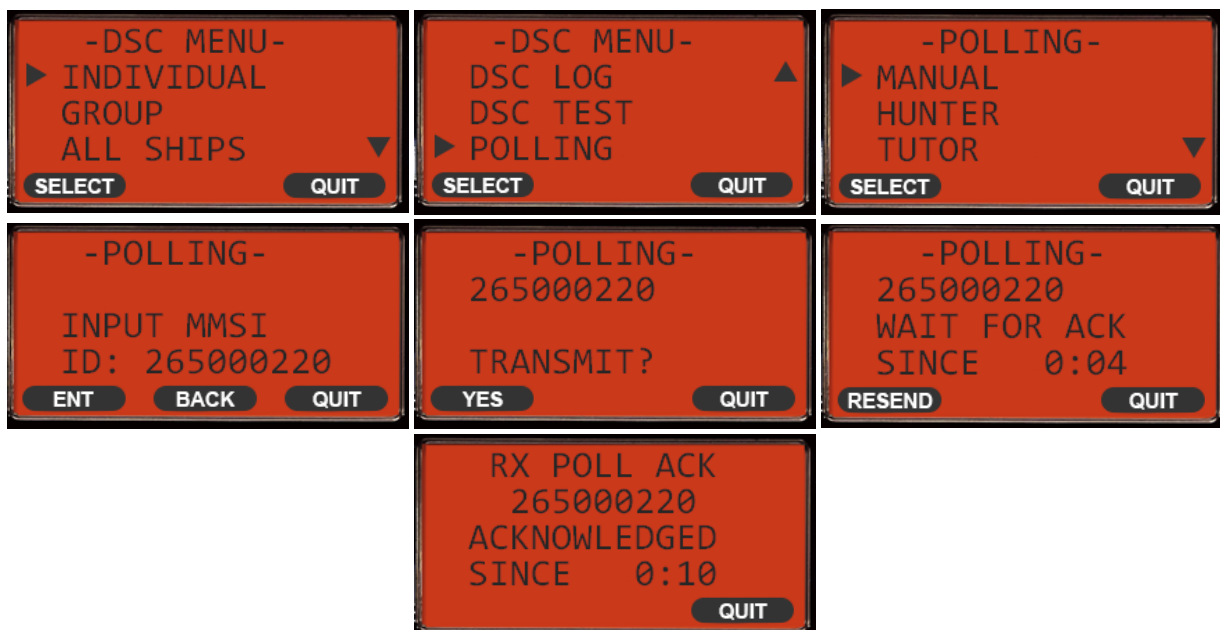 -DSC MENU-
INDIVIDUAL
GROUP
ALL SHIPS
SELECT QUIT
-DSC MENU-
DSC LOG
DSC TEST
POLLING
SELECT QUIT
-POLLING-
MANUAL
HUNTER
TUTOR
SELECT QUIT
-POLLING-
INPUT MMSI
ID: 265000220
ENT BACK QUIT
-POLLING-
265000220
TRANSMIT?
YES QUIT
-POLLING-
265000220
WAIT FOR ACK
SINCE 0:04
RESEND QUIT
RX POLL ACK
265000220
ACKNOWLEDGED
SINCE 0:10
QUIT